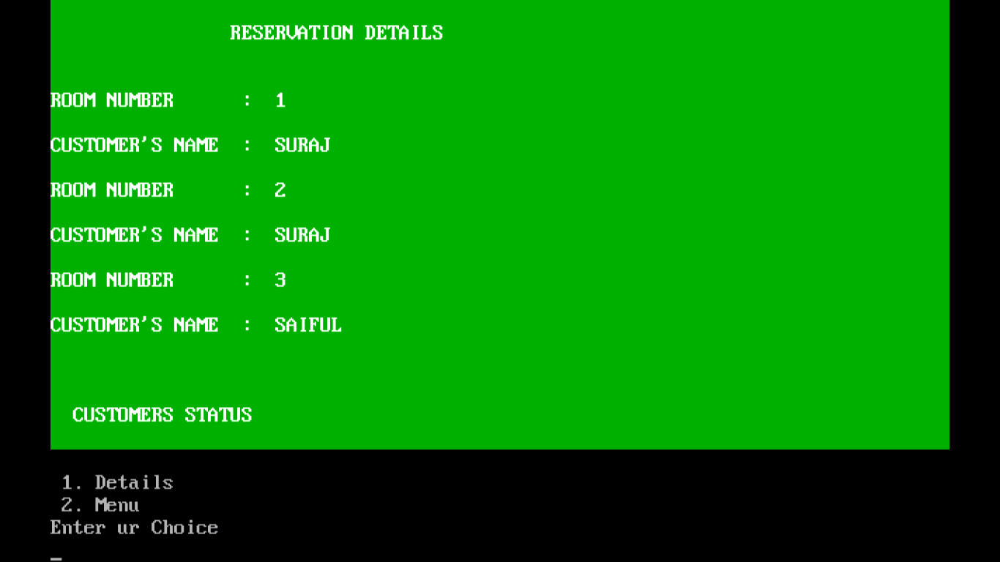 RESERVATION DETAILS
ROOM NUMBER : 1
CUSTOMER'S NAME : SURAJ
ROOM NUMBER : 2
CUSTOMER'S NAME : SURAJ
ROOM NUMBER : 3
CUSTOMER'S NAME : SAIFUL
CUSTOMERS STATUS
1. Details
2. Menu
Enter ur Choice
_